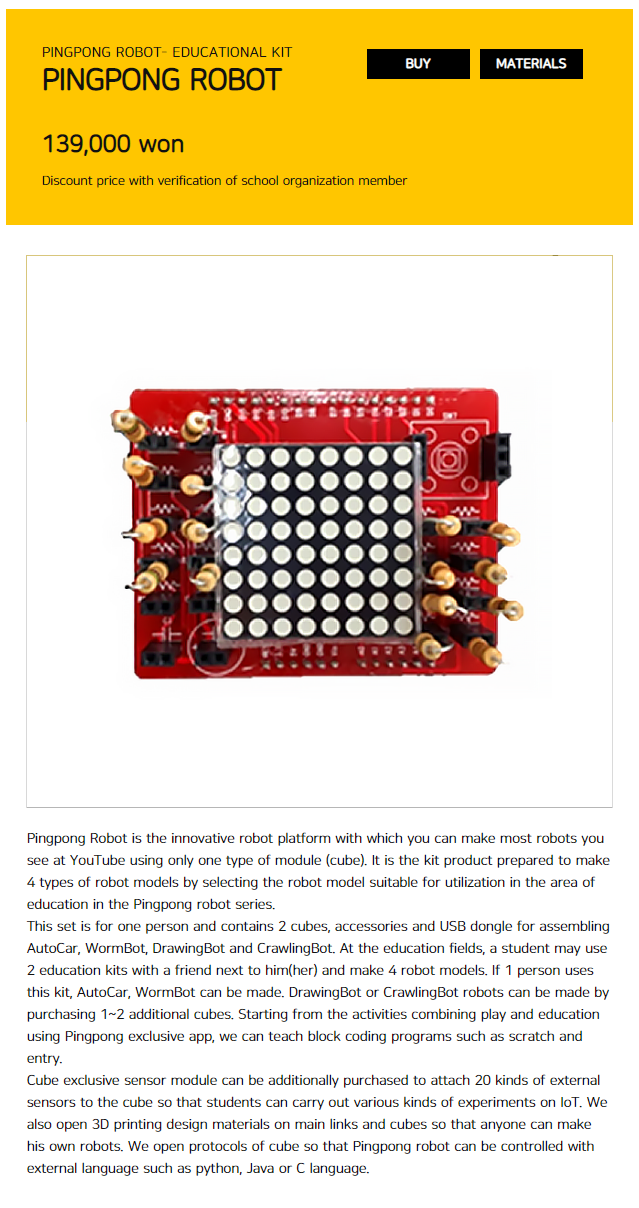 PINGPONG ROBOT- EDUCATIONAL KIT
PINGPONG ROBOT
BUY
MATERIALS
139,000 won
Discount price with verification of school organization member
Pingpong Robot is the innovative robot platform with which you can make most robots you
see at YouTube using only one type of module (cube). It is the kit product prepared to make
4 types of robot models by selecting the robot model suitable for utilization in the area of
education in the Pingpong robot series.
This set is for one person and contains 2 cubes, accessories and USB dongle for assembling
AutoCar, WormBot, DrawingBot and CrawlingBot. At the education fields, a student may use
2 education kits with a friend next to him(her) and make 4 robot models. If 1 person uses
this kit, AutoCar, WormBot can be made. DrawingBot or CrawlingBot robots can be made by
purchasing 1~2 additional cubes. Starting from the activities combining play and education
using Pingpong exclusive app, we can teach block coding programs such as scratch and
entry.
Cube exclusive sensor module can be additionally purchased to attach 20 kinds of external
sensors to the cube so that students can carry out various kinds of experiments on IoT. We
also open 3D printing design materials on main links and cubes so that anyone can make
his own robots. We open protocols of cube so that Pingpong robot can be controlled with
external language such as python, Java or C language.